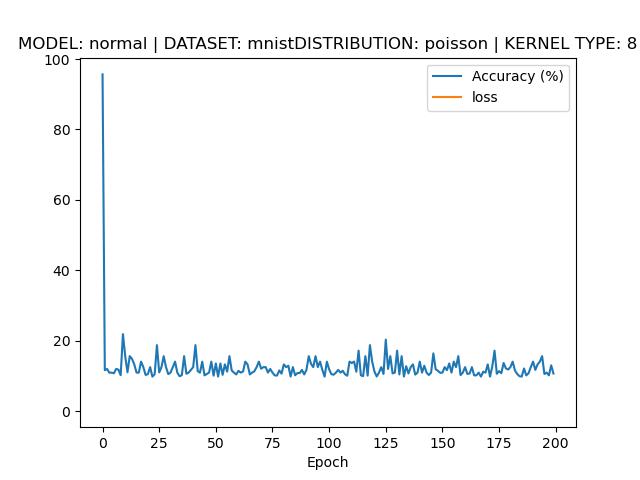 MODEL: normal | DATASET: mnistDISTRIBUTION: poisson | KERNEL TYPE: 8
100
80
60
40
20
0
Accuracy (%)
loss
0 25 50 75 100 125 150 175 200
Epoch